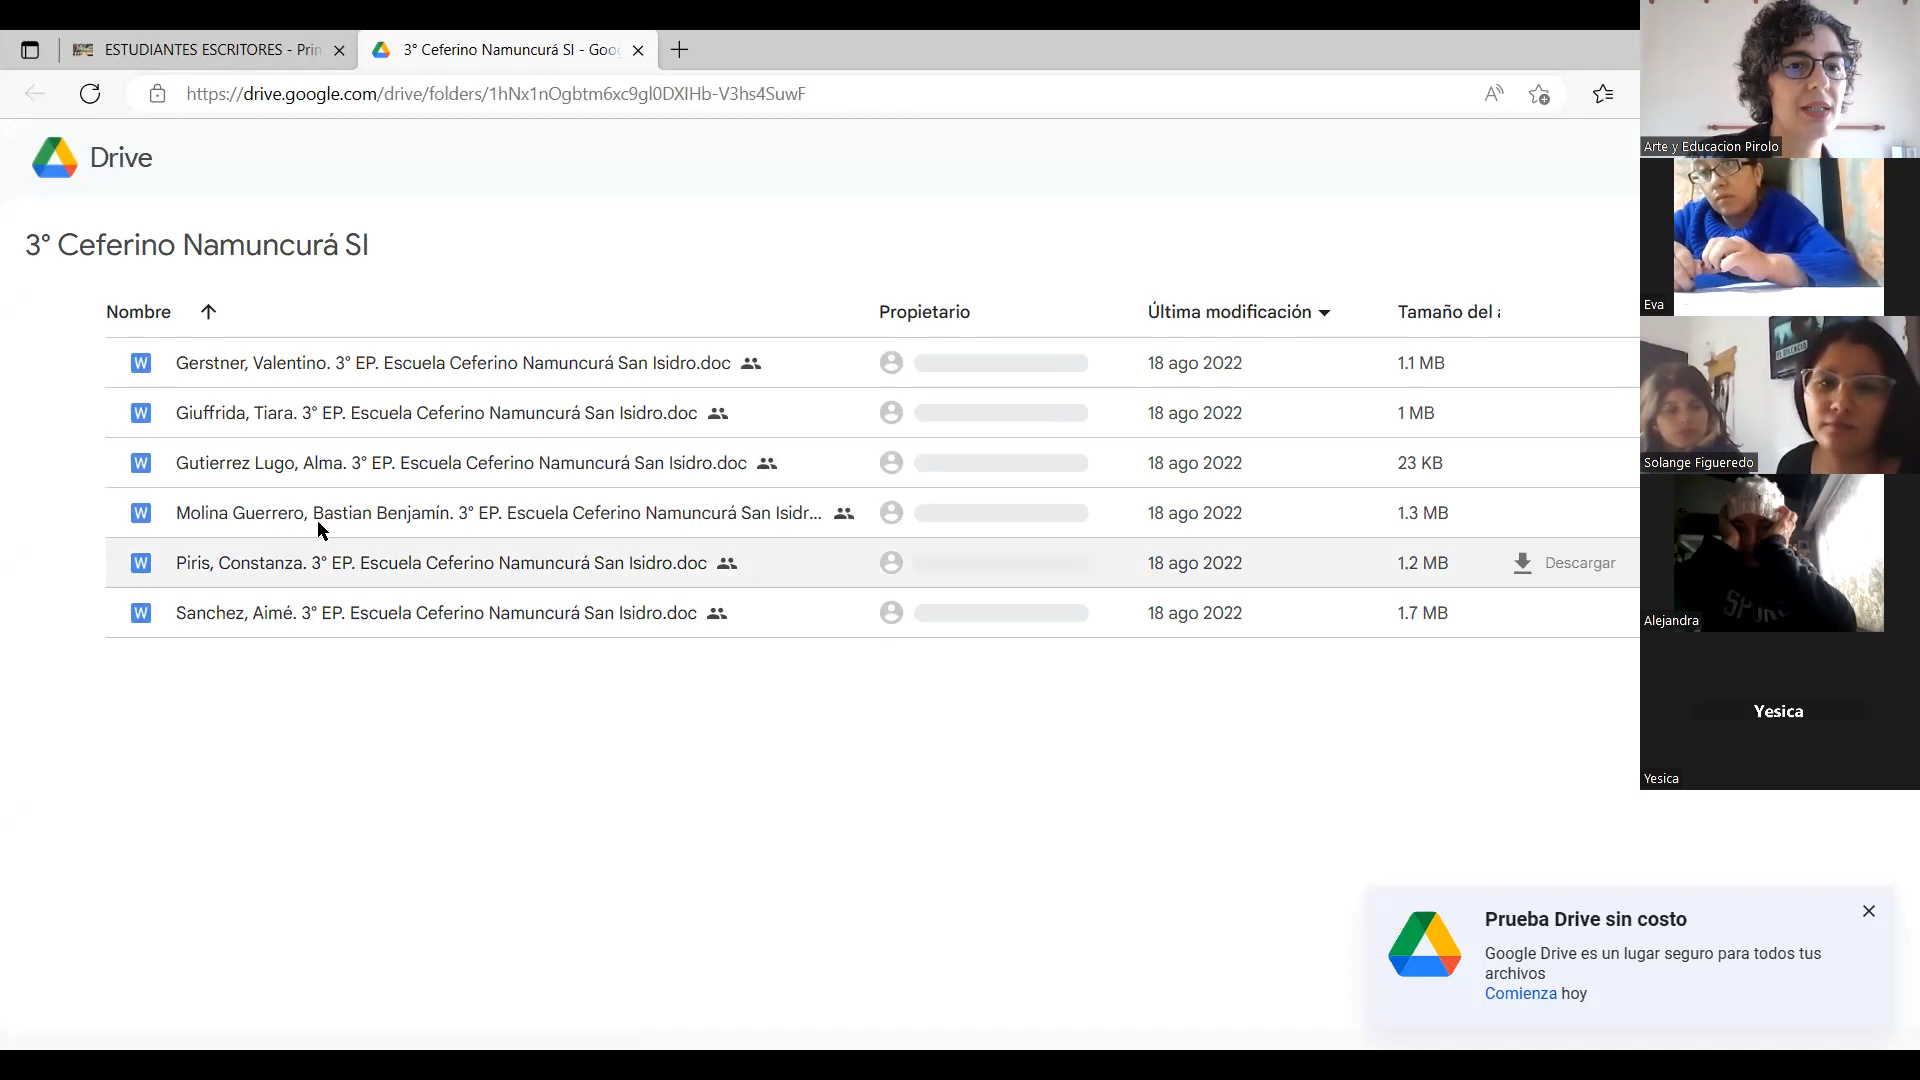 ESTUDIANTES ESCRITORES - Prin
3° Ceferino Namuncurá SI - Goo
https://drive.google.com/drive/folders/1hNx1nOgbtm6xc9gl0DXIHb-V3hs4SuwF
Drive
3° Ceferino Namuncurá SI
Nombre Propietario Última modificación Tamaño del
Gerstner, Valentino. 3° EP. Escuela Ceferino Namuncurá San Isidro.doc 18 ago 2022 1.1 MB
Giuffrida, Tiara. 3° EP. Escuela Ceferino Namuncurá San Isidro.doc 18 ago 2022 1 MB
Gutierrez Lugo, Alma. 3° EP. Escuela Ceferino Namuncurá San Isidro.doc 18 ago 2022 23 KB
Molina Guerrero, Bastian Benjamín. 3° EP. Escuela Ceferino Namuncurá San Isidr... 18 ago 2022 1.3 MB
Piris, Constanza. 3° EP. Escuela Ceferino Namuncurá San Isidro.doc 18 ago 2022 1.2 MB Descargar
Sanchez, Aimé. 3° EP. Escuela Ceferino Namuncurá San Isidro.doc 18 ago 2022 1.7 MB
Prueba Drive sin costo
Google Drive es un lugar seguro para todos tus
archivos
Comienza hoy
Arte y Educacion Pirolo
Eva
Solange Figueredo
Alejandra
Yesica
Yesica